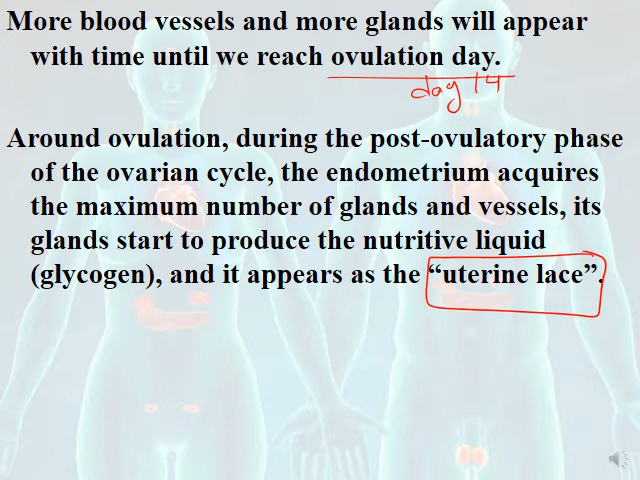 More blood vessels and more glands will appear
with time until we reach ovulation day.
day 14
Around ovulation, during the post-ovulatory phase
of the ovarian cycle, the endometrium acquires
the maximum number of glands and vessels, its
glands start to produce the nutritive liquid
(glycogen), and it appears as the “uterine lace”.